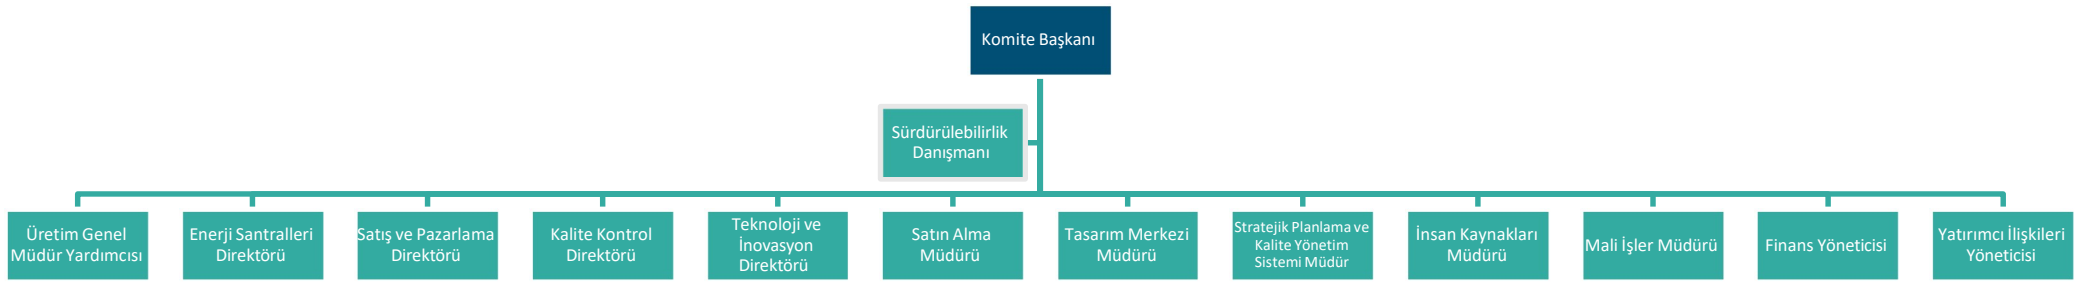 Komite Başkanı
Sürdürülebilirlik
Danışmanı
Üretim Genel
Müdür Yardımcısı
Enerji Santralleri
Direktörü
Satış ve Pazarlama
Direktörü
Kalite Kontrol
Direktörü
Teknoloji ve
İnovasyon
Direktörü
Satın Alma
Müdürü
Tasarım Merkezi
Müdürü
Stratejik Planlama ve
Kalite Yönetim
Sistemi Müdür
İnsan Kaynakları
Müdürü
Mali İşler Müdürü
Finans Yöneticisi
Yatırımcı İlişkileri
Yöneticisi